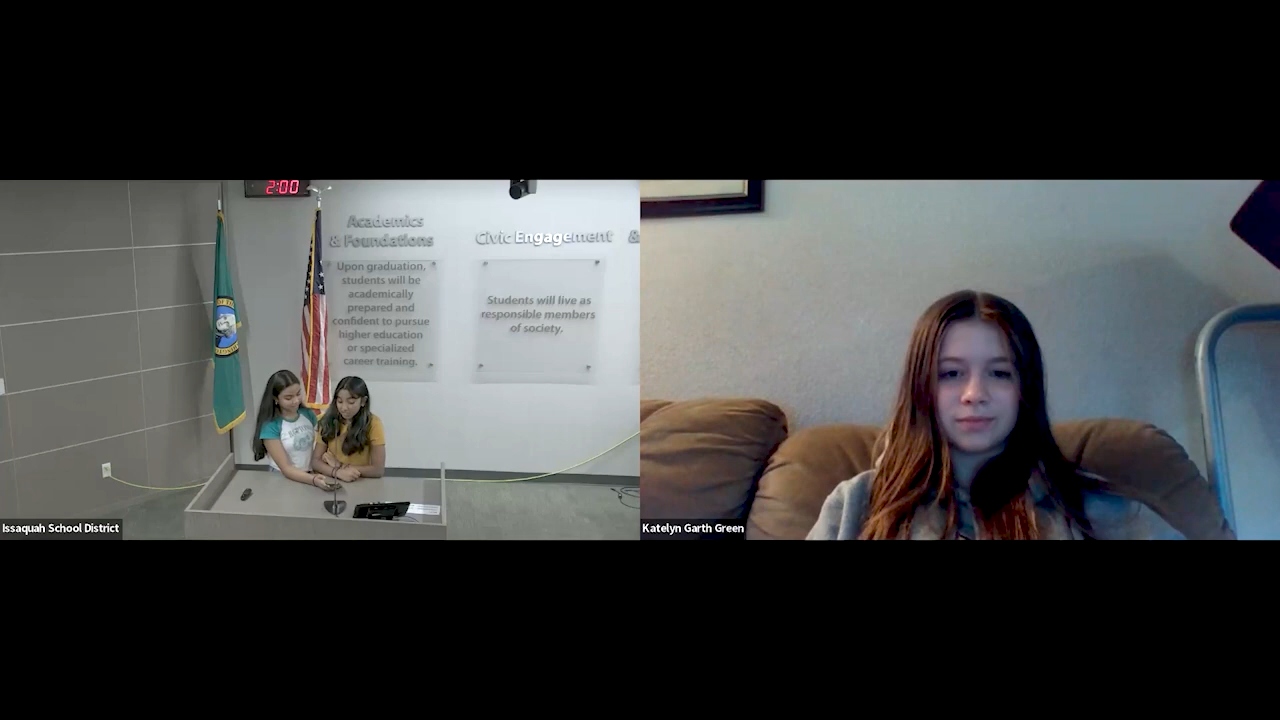 2:00
Academics
& Foundations
Upon graduation,
students will be
academically
prepared and
confident to pursue
higher education
or specialized
career training.
Civic Engagement
Students will live as
responsible members
of society.
&
Issaquah School District
Katelyn Garth Green